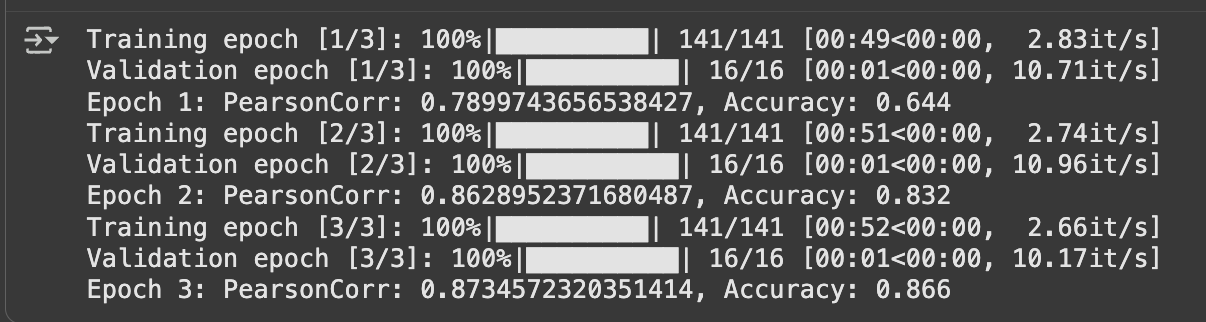 Training epoch [1/3]: 100%|██████████| 141/141 [00:49<00:00,  2.83it/s]
Validation epoch [1/3]: 100%|██████████| 16/16 [00:01<00:00, 10.71it/s]
Epoch 1: PearsonCorr: 0.7899743656538427, Accuracy: 0.644
Training epoch [2/3]: 100%|██████████| 141/141 [00:51<00:00,  2.74it/s]
Validation epoch [2/3]: 100%|██████████| 16/16 [00:01<00:00, 10.96it/s]
Epoch 2: PearsonCorr: 0.8628952371680487, Accuracy: 0.832
Training epoch [3/3]: 100%|██████████| 141/141 [00:52<00:00,  2.66it/s]
Validation epoch [3/3]: 100%|██████████| 16/16 [00:01<00:00, 10.17it/s]
Epoch 3: PearsonCorr: 0.8734572320351414, Accuracy: 0.866